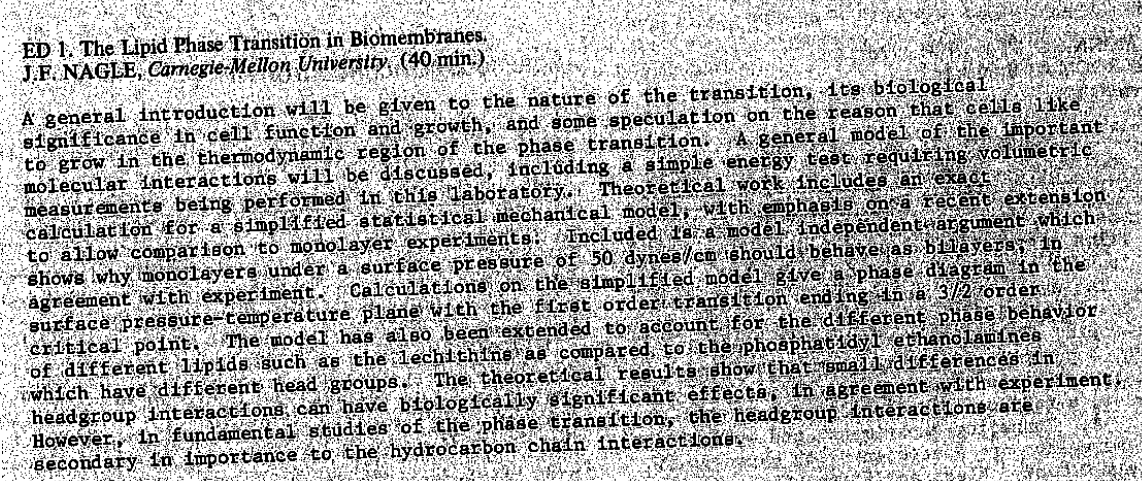 ED 1. The Lipid Phase Transition in Biomembranes.
J.F. NAGLE, Carnegie-Mellon University. (40 min.)
A general introduction will be given to the nature of the transition, its biological
significance in cell function and growth, and some speculation on the reason that cells like
to grow in the thermodynamic region of the phase transition. A general model of the important
molecular interactions will be discussed, including a simple energy test requiring volumetric
measurements being performed in this laboratory. Theoretical work includes an exact
calculation for a simplified statistical mechanical model, with emphasis on a recent extension
to allow comparison to monolayer experiments. Included is a model independent argument which
shows why monolayers under a surface pressure of 50 dynes/cm should behave as bilayers, in
agreement with experiment. Calculations on the simplified model give a phase diagram in the
surface pressure-temperature plane with the first order transition ending in a 3/2 order
critical point. The model has also been extended to account for the different phase behavior
of different lipids such as the lechithins as compared to the phosphatidyl ethanolamines
which have different head groups. The theoretical results show that small differences in
headgroup interactions can have biologically significant effects, in agreement with experiment.
However, in fundamental studies of the phase transition, the headgroup interactions are
secondary in importance to the hydrocarbon chain interactions.